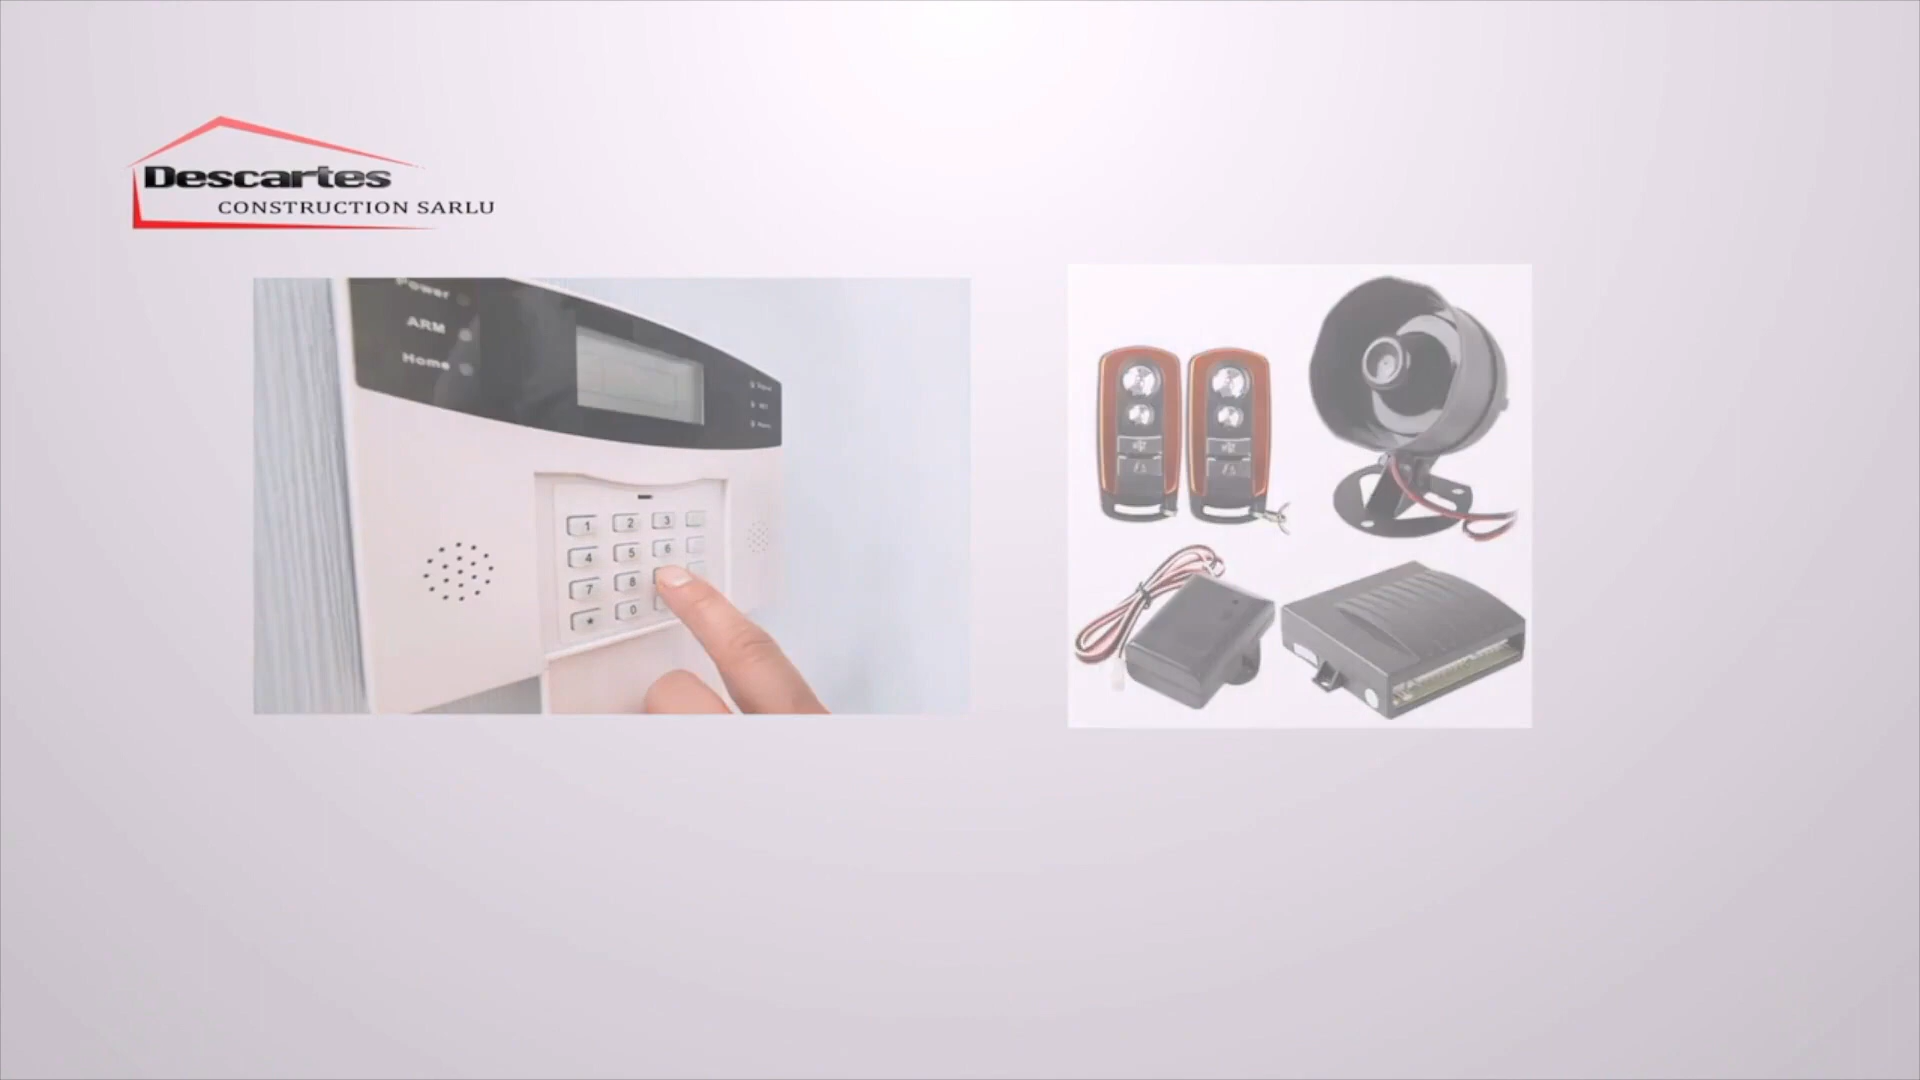 Descartes
CONSTRUCTION SARLU
Power
ARM
Home
1 2 3
4 5 6
7 8
* 0